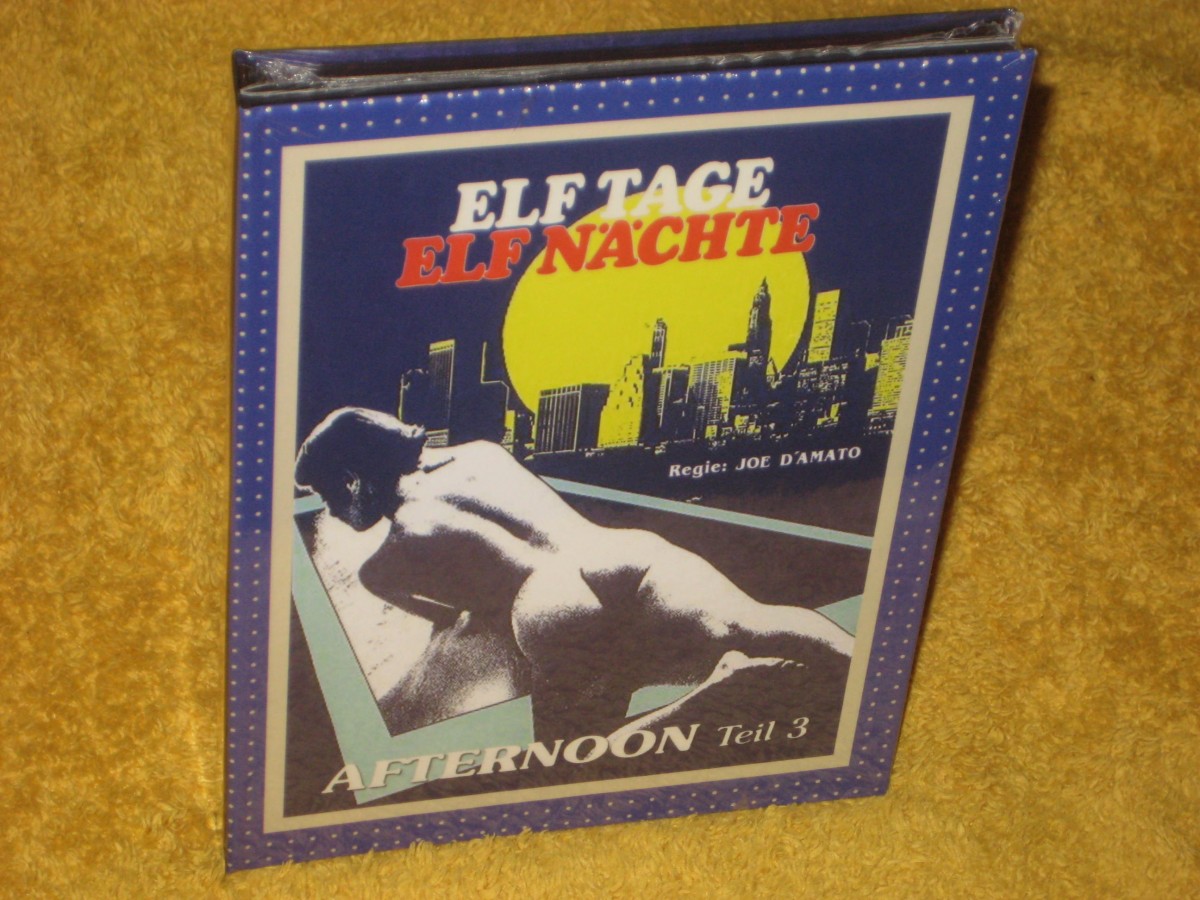 ELF TAGE
ELF NÄCHTE
Regie: JOE D'AMATO
AFTERNOON Teil 3